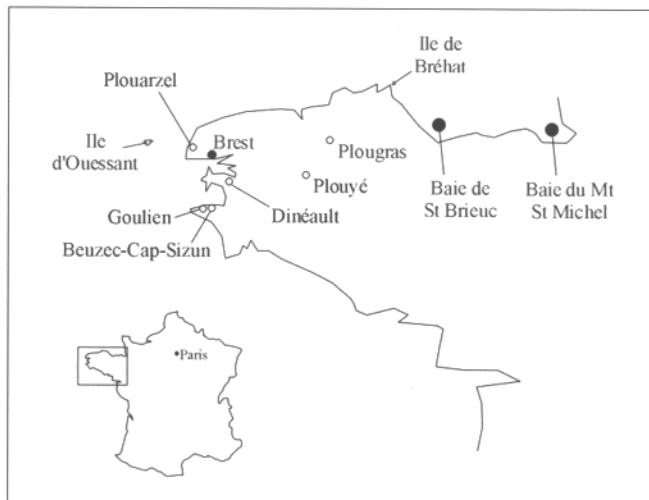 Ile de
Bréhat
Plouarzel
Ile
d'Ouessant
Brest
Plougras
Plouyé
Baie de
St Brieuc
Baie du Mt
St Michel
Goulien
Dinéault
Beuzec-Cap-Sizun
Paris